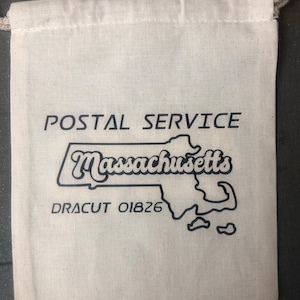 POSTAL SERVICE
Massachusetts
DRACUT 01826